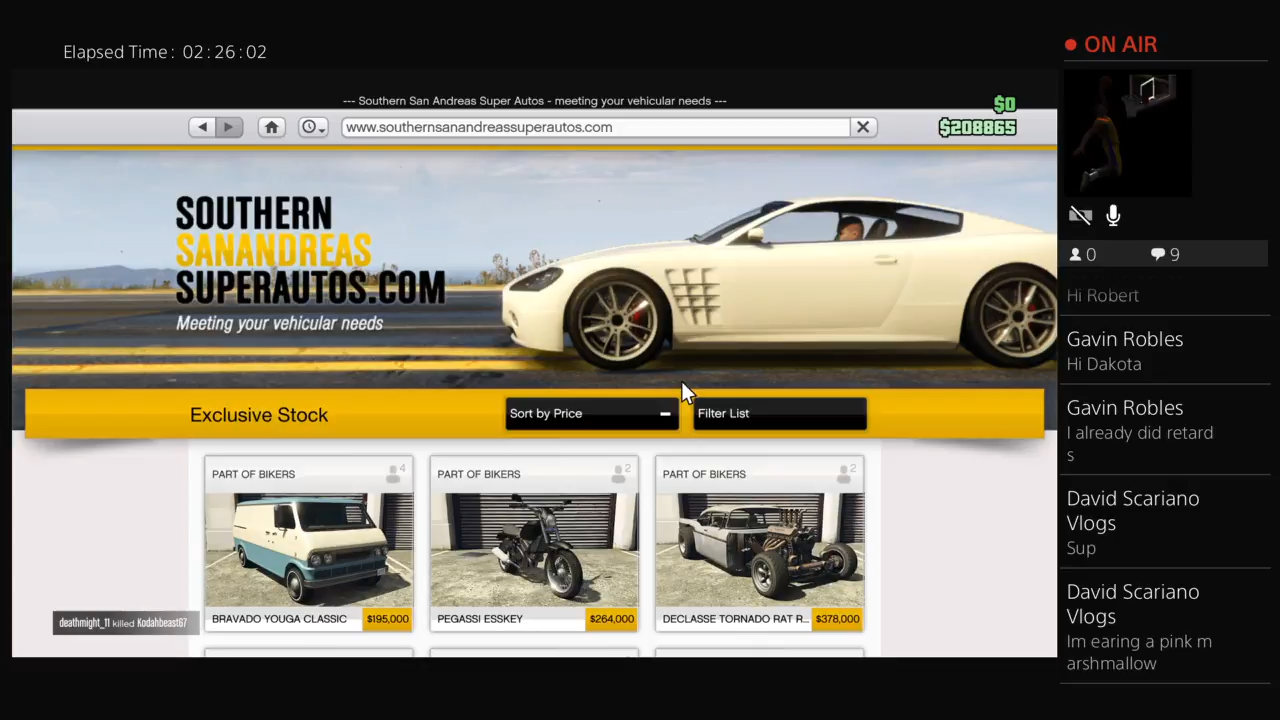 Elapsed Time: 02:26:02
ON AIR
--- Southern San Andreas Super Autos - meeting your vehicular needs ---
$0
www.southernsanandreassuperautos.com
$208865
SOUTHERN
SANANDREAS
SUPERAUTOS.COM
Meeting your vehicular needs
0
9
Hi Robert
Gavin Robles
Hi Dakota
Gavin Robles
I already did retard
s
David Scariano
Vlogs
Sup
David Scariano
Vlogs
Im earing a pink m
arshmallow
Exclusive Stock
Sort by Price
Filter List
PART OF BIKERS 4
PART OF BIKERS 2
PART OF BIKERS 2
BRAVADO YOUGA CLASSIC $195,000
PEGASSI ESSKEY $264,000
DECLASSE TORNADO RAT R... $378,000
deathmight_11 killed Kodahbeast67